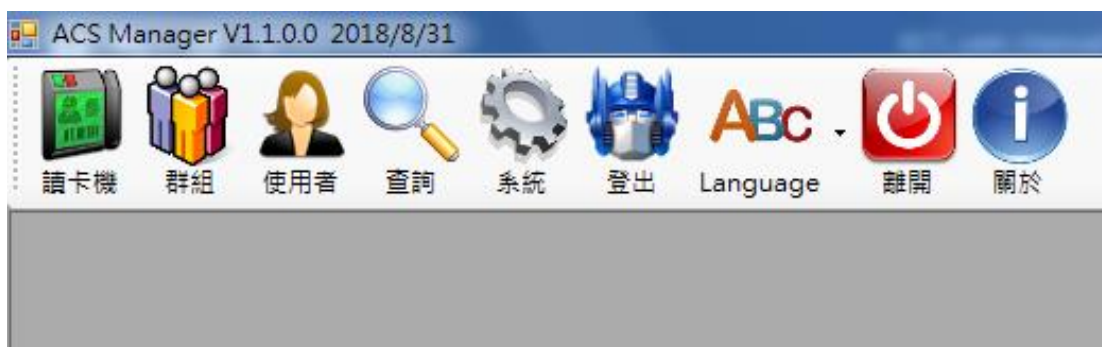 ACS Manager V1.1.0.0 2018/8/31
ABC
讀卡機 群組 使用者 查詢 系統 登出 Language 離開 關於